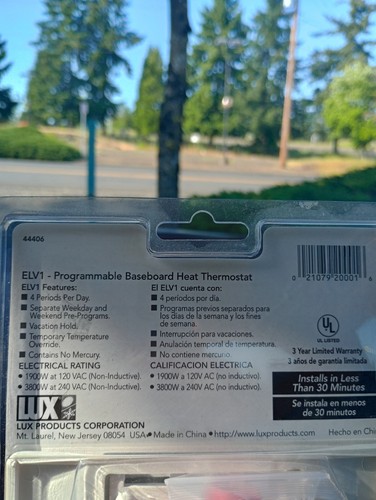 44406
ELV1 - Programmable Baseboard Heat Thermostat
ELV1 Features:
■ 4 Periods Per Day.
■ Separate Weekday and
Weekend Pre-Programs.
■ Vacation Hold.
■ Temporary Temperature
Override.
■ Contains No Mercury.
ELECTRICAL RATING
• 1900W at 120 VAC (Non-Inductive).
• 3800W at 240 VAC (Non-Inductive).
El ELV1 cuenta con:
■ 4 períodos por día.
■ Programas previos separados para
los días de la semana y los fines
de semana.
■ Interrupción para vacaciones.
■ Anulación temporal de temperatura.
■ No contiene mercurio.
CALIFICACION ELECTRICA
• 1900W a 120V AC (no inductiva).
• 3800W a 240V AC (no inductiva).
0 21079 20001 6
UL
LISTED
3 Year Limited Warranty
3 años de garantía limitada
Installs in Less
Than 30 Minutes
Se instala en menos
de 30 minutos
LUX
LUX PRODUCTS CORPORATION
Mt. Laurel, New Jersey 08054 USA • Made in China • http://www.luxproducts.com Hecho en Chi